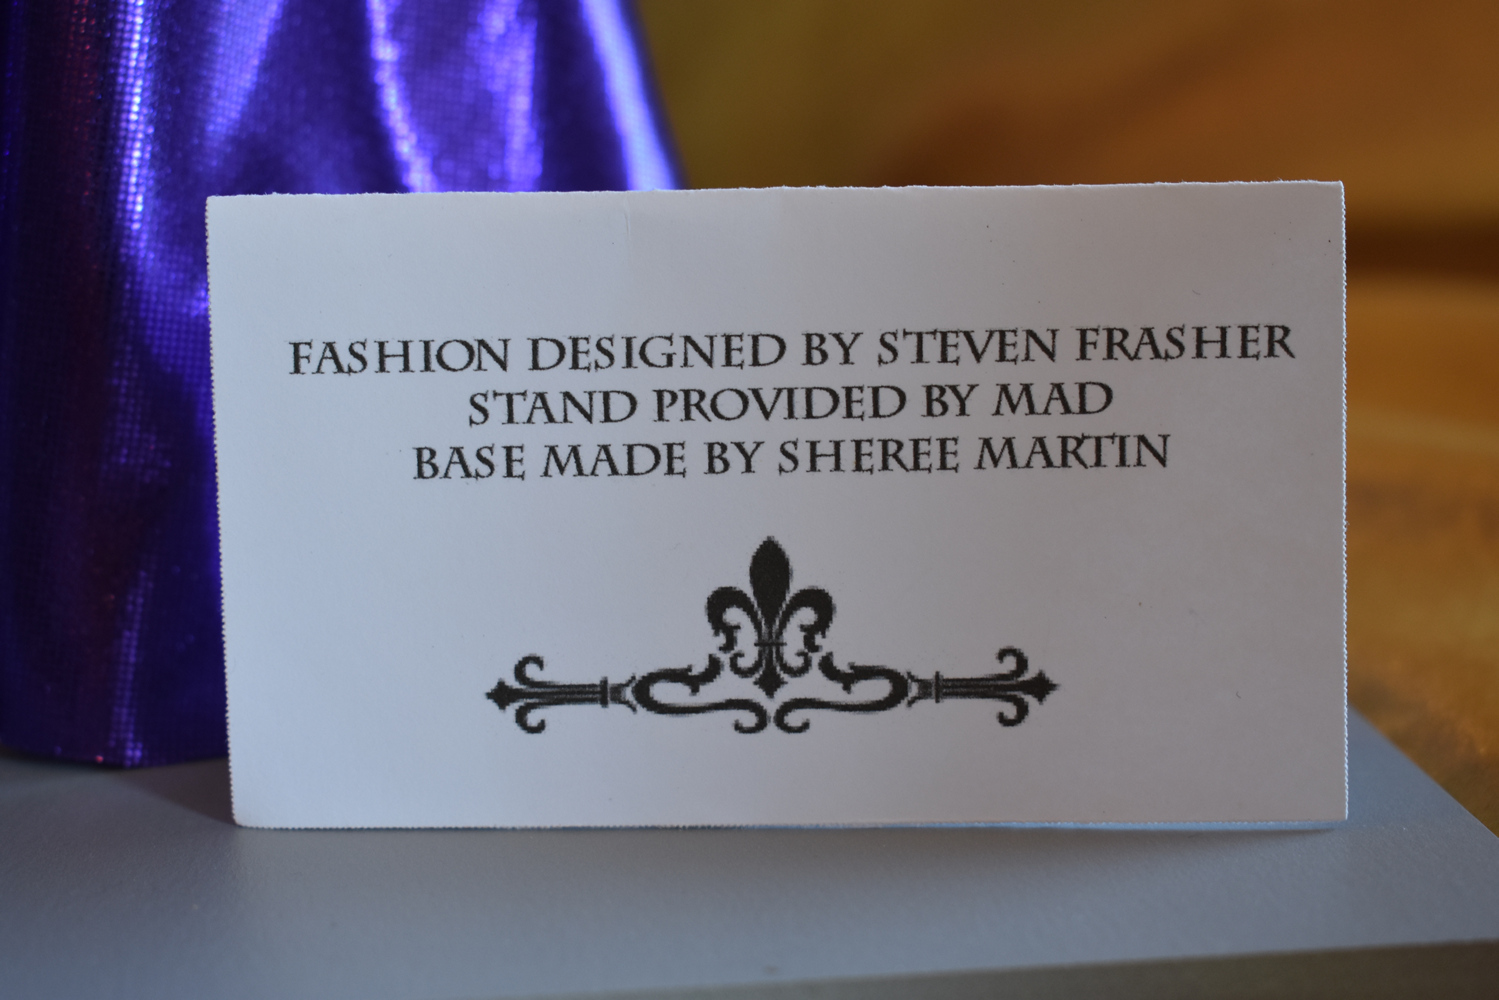 FASHION DESIGNED BY STEVEN FRASHER
STAND PROVIDED BY MAD
BASE MADE BY SHEREE MARTIN